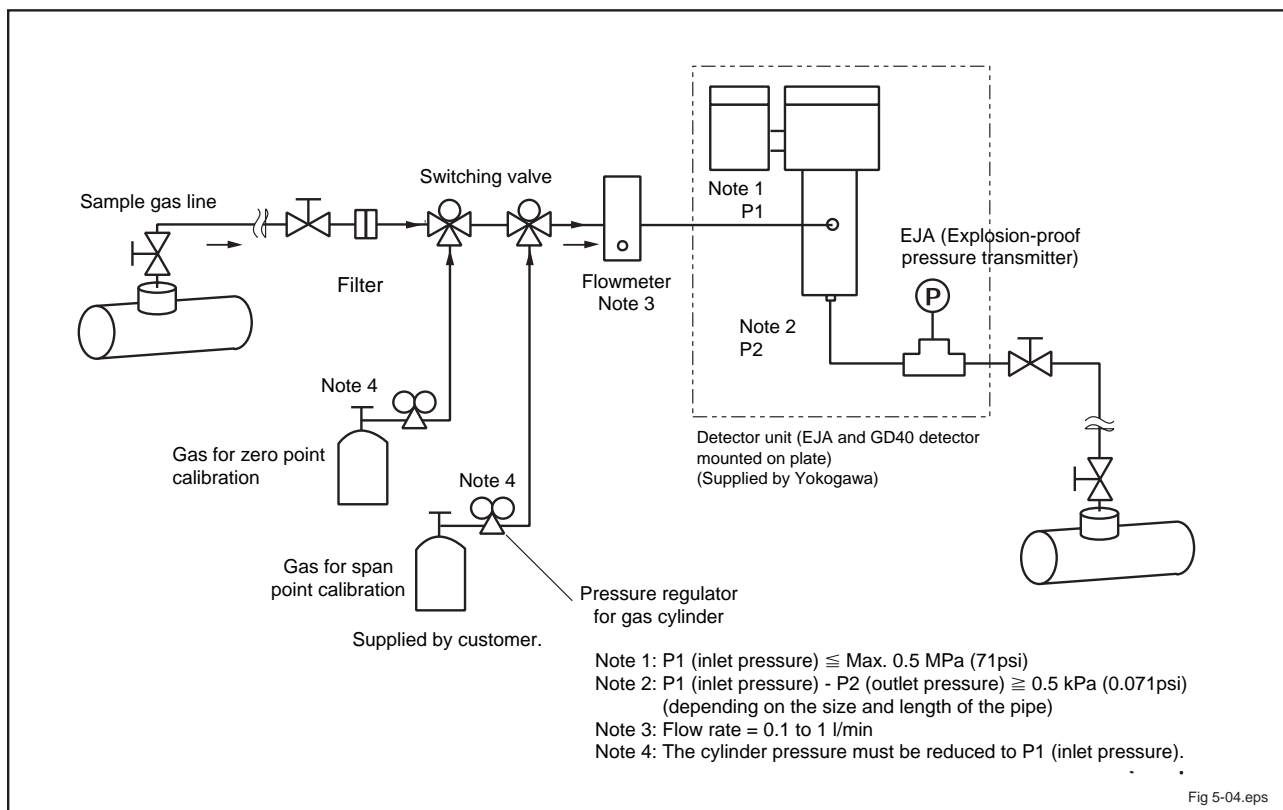 Switching valve
Sample gas line
Note 1
P1
EJA (Explosion-proof
pressure transmitter)
Filter
Flowmeter
Note 3
P
Note 2
P2
Note 4
Gas for zero point
calibration
Detector unit (EJA and GD40 detector
mounted on plate)
(Supplied by Yokogawa)
Note 4
Gas for span
point calibration
Pressure regulator
for gas cylinder
Supplied by customer.
Note 1: P1 (inlet pressure) ≦ Max. 0.5 MPa (71psi)
Note 2: P1 (inlet pressure) - P2 (outlet pressure) ≧ 0.5 kPa (0.071psi)
(depending on the size and length of the pipe)
Note 3: Flow rate = 0.1 to 1 l/min
Note 4: The cylinder pressure must be reduced to P1 (inlet pressure).
Fig 5-04.eps